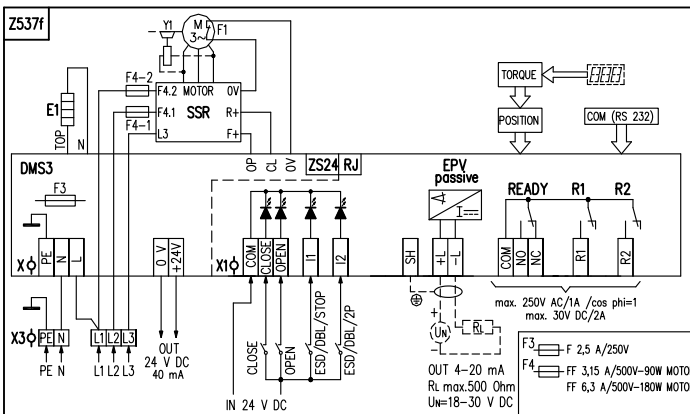 Z537f
Y1
M
3~
F1
F4-2
F4.2 MOTOR 0V
F4.1 SSR R+
L3 F+
F4-1
E1
TOP
N
TORQUE
POSITION
COM (RS 232)
DMS3
OP
CL
OV
ZS24 RJ
EPV
passive
F3
READY R1 R2
X
PE N L
0 V
+24V
X1
COM
CLOSE
OPEN
I1
I2
SH
+L
-L
COM
NO
NC
R1
R2
X3
PE N
L1 L2 L3
PE N
L1 L2 L3
OUT
24 V DC
40 mA
CLOSE
OPEN
ESD/DBL/STOP
ESD/DBL/2P
IN 24 V DC
+
UN
-
RL
OUT 4-20 mA
RL max.500 Ohm
UN=18-30 V DC
max. 250V AC/1A /cos phi=1
max. 30V DC/2A
F3 F 2,5 A/250V
F4 FF 3,15 A/500V-90W MOTO
FF 6,3 A/500V-180W MOTO